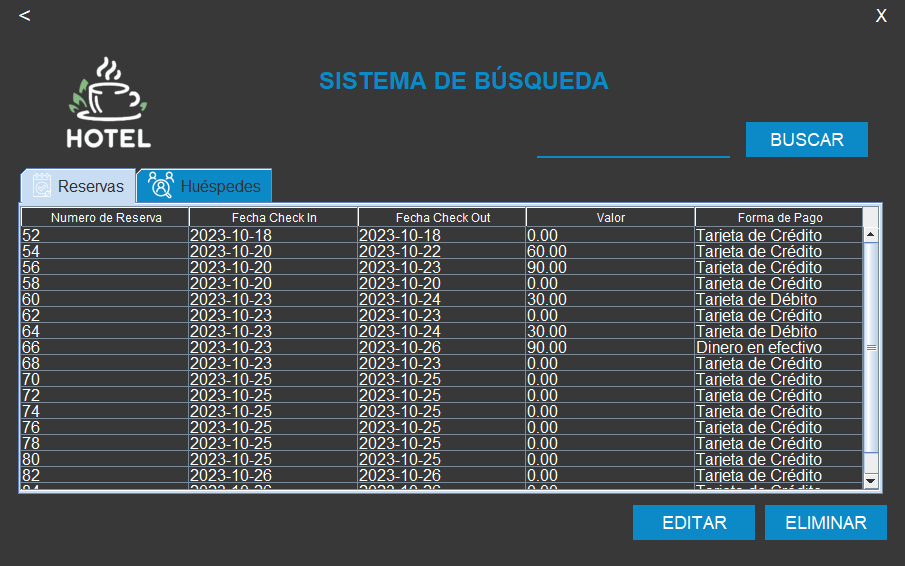 <
X
SISTEMA DE BÚSQUEDA
HOTEL
BUSCAR
Reservas Huéspedes
Numero de Reserva Fecha Check In Fecha Check Out Valor Forma de Pago
52 2023-10-18 2023-10-18 0.00 Tarjeta de Crédito
54 2023-10-20 2023-10-22 60.00 Tarjeta de Crédito
56 2023-10-20 2023-10-23 90.00 Tarjeta de Crédito
58 2023-10-20 2023-10-20 0.00 Tarjeta de Crédito
60 2023-10-23 2023-10-24 30.00 Tarjeta de Débito
62 2023-10-23 2023-10-23 0.00 Tarjeta de Crédito
64 2023-10-23 2023-10-24 30.00 Tarjeta de Débito
66 2023-10-23 2023-10-26 90.00 Dinero en efectivo
68 2023-10-23 2023-10-23 0.00 Tarjeta de Crédito
70 2023-10-25 2023-10-25 0.00 Tarjeta de Crédito
72 2023-10-25 2023-10-25 0.00 Tarjeta de Crédito
74 2023-10-25 2023-10-25 0.00 Tarjeta de Crédito
76 2023-10-25 2023-10-25 0.00 Tarjeta de Crédito
78 2023-10-25 2023-10-25 0.00 Tarjeta de Crédito
80 2023-10-25 2023-10-25 0.00 Tarjeta de Crédito
82 2023-10-26 2023-10-26 0.00 Tarjeta de Crédito
EDITAR ELIMINAR